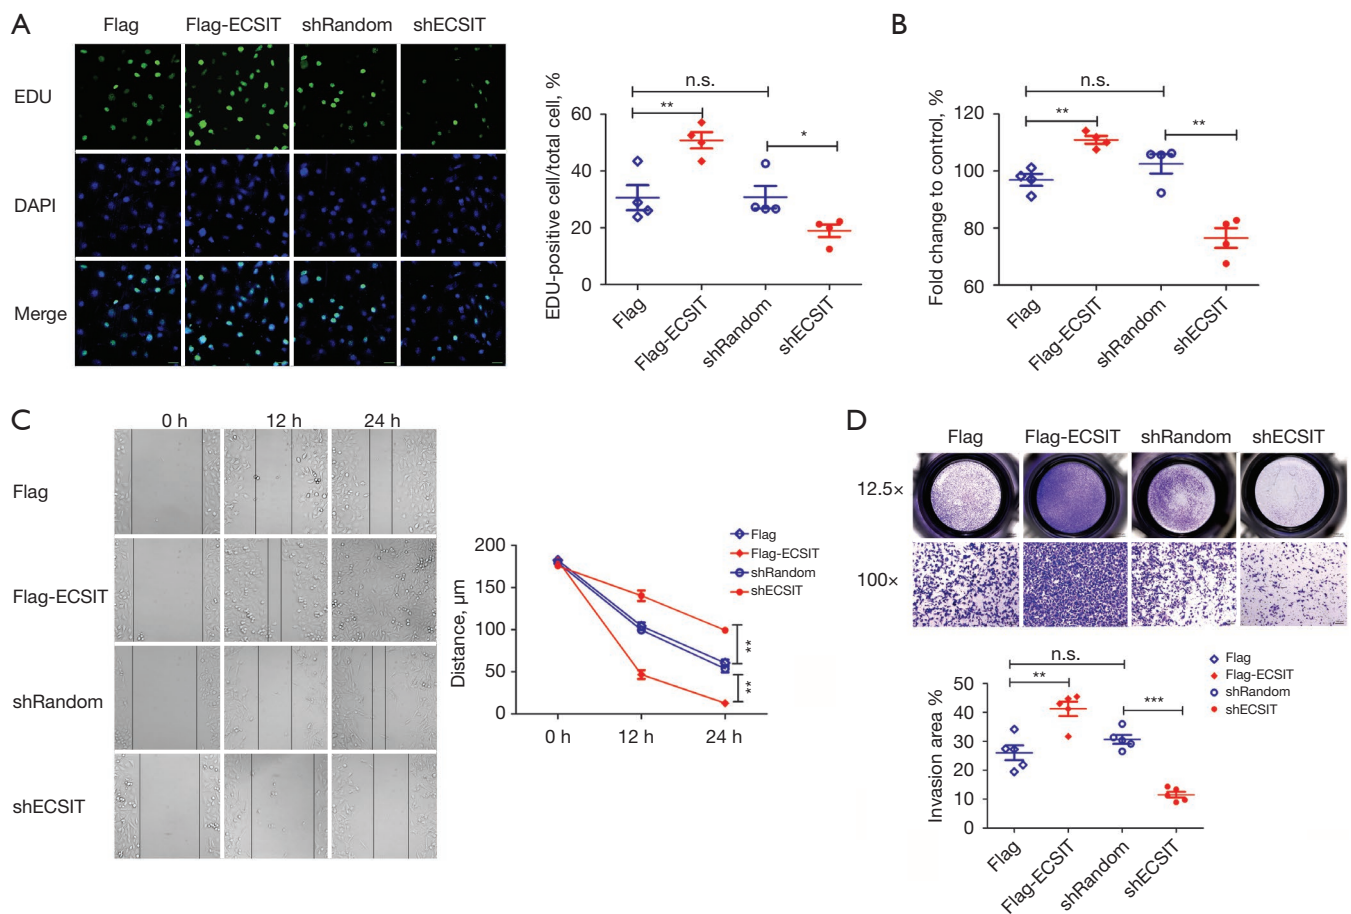 A
Flag Flag-ECSIT shRandom shECSIT
EDU
DAPI
Merge
EDU-positive cell/total cell, %
60
40
20
0
n.s.
**
*
Flag
Flag-ECSIT
shRandom
shECSIT
B
Fold change to control, %
120
100
80
60
n.s.
**
**
Flag
Flag-ECSIT
shRandom
shECSIT
C
0 h 12 h 24 h
Flag
Flag-ECSIT
shRandom
shECSIT
Distance, µm
200
150
100
50
0
0 h 12 h 24 h
Flag
Flag-ECSIT
shRandom
shECSIT
**
**
D
Flag Flag-ECSIT shRandom shECSIT
12.5×
100×
Invasion area %
50
40
30
20
10
0
n.s.
**
***
Flag
Flag-ECSIT
shRandom
shECSIT
Flag
Flag-ECSIT
shRandom
shECSIT